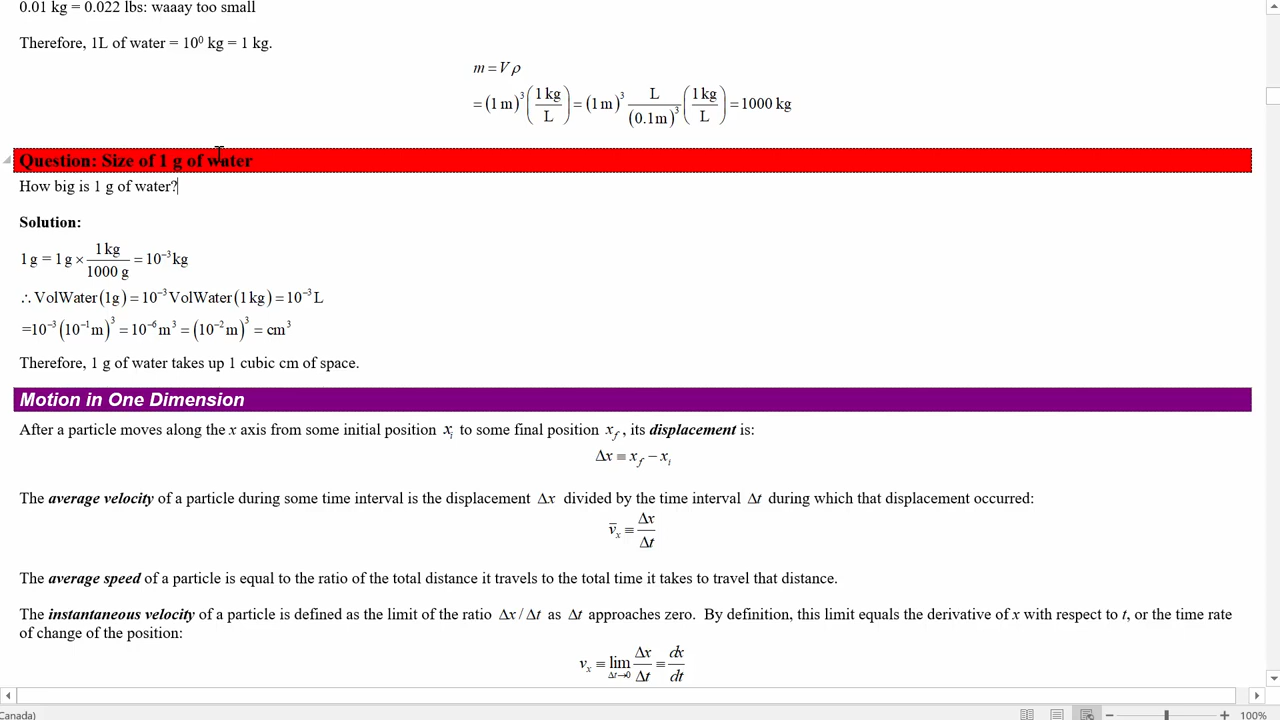 0.01 kg = 0.022 lbs: waaay too small
Therefore, 1L of water = 10⁰ kg = 1 kg.
m = Vρ
= (1 m)³ (1 kg / L) = (1 m)³ L / (0.1m)³ (1 kg / L) = 1000 kg
Question: Size of 1 g of water
How big is 1 g of water?
Solution:
1 g = 1 g × 1 kg / 1000 g = 10⁻³ kg
∴ VolWater(1g) = 10⁻³ VolWater(1 kg) = 10⁻³ L
=10⁻³ (10⁻¹ m)³ = 10⁻⁶ m³ = (10⁻² m)³ = cm³
Therefore, 1 g of water takes up 1 cubic cm of space.
Motion in One Dimension
After a particle moves along the x axis from some initial position xᵢ to some final position x_f, its displacement is:
Δx ≡ x_f − xᵢ
The average velocity of a particle during some time interval is the displacement Δx divided by the time interval Δt during which that displacement occurred:
v̄ₓ ≡ Δx / Δt
The average speed of a particle is equal to the ratio of the total distance it travels to the total time it takes to travel that distance.
The instantaneous velocity of a particle is defined as the limit of the ratio Δx / Δt as Δt approaches zero. By definition, this limit equals the derivative of x with respect to t, or the time rate
of change of the position:
vₓ ≡ lim Δt→0 Δx / Δt ≡ dx / dt
Canada)
100%